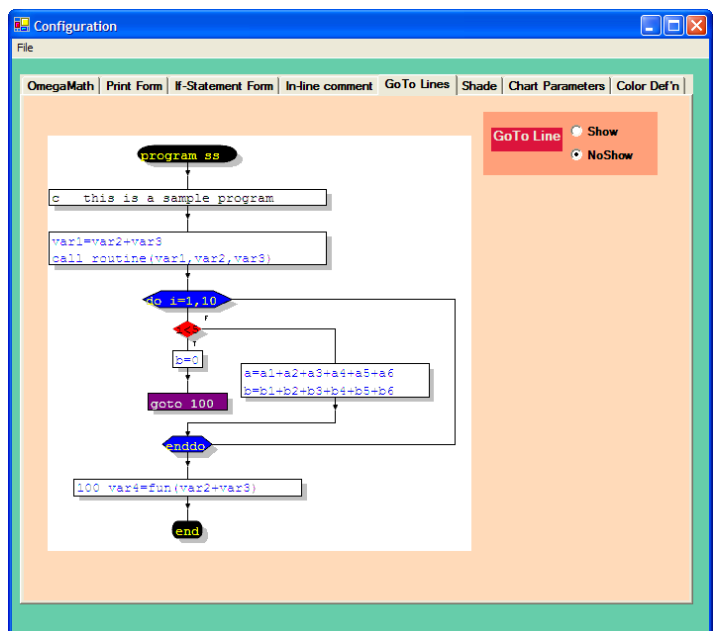 Configuration
File
OmegaMath Print Form If-Statement Form In-line comment GoTo Lines Shade Chart Parameters Color Def'n
GoTo Line
Show
NoShow
program ss
c this is a sample program
var1=var2+var3
call routine(var1,var2,var3)
do i=1,10
F
T
b=0
a=a1+a2+a3+a4+a5+a6
b=b1+b2+b3+b4+b5+b6
goto 100
enddo
100 var4=fun(var2+var3)
end